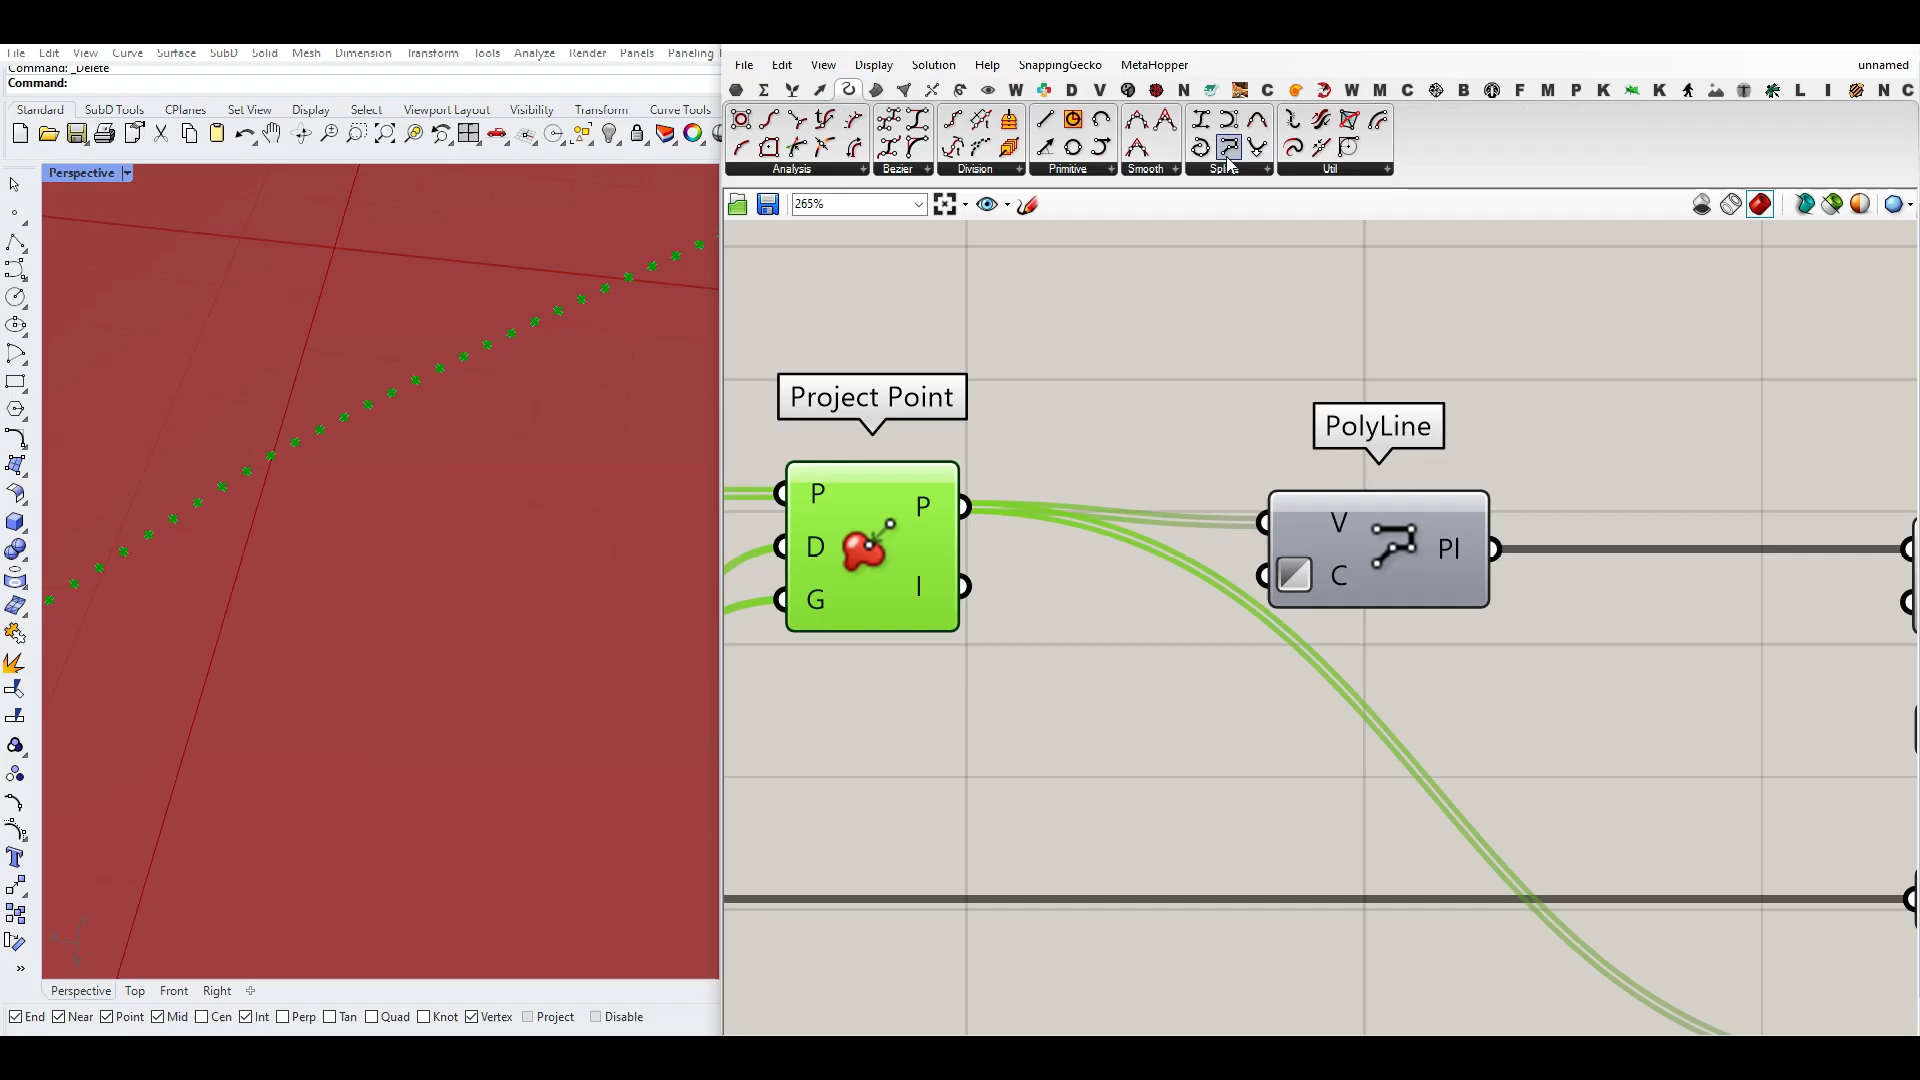 File Edit View Curve Surface SubD Solid Mesh Dimension Transform Tools Analyze Render Panels Paneling
Command: _Delete
Command:
Standard SubD Tools CPlanes Set View Display Select Viewport Layout Visibility Transform Curve Tools
Perspective
File Edit View Display Solution Help SnappingGecko MetaHopper unnamed
W D V N C W M C B F M P K K L I N C
Analysis Bezier Division Primitive Smooth Util
265%
Project Point
P P
D
G I
PolyLine
V
C Pl
Perspective Top Front Right
End Near Point Mid Cen Int Perp Tan Quad Knot Vertex Project Disable